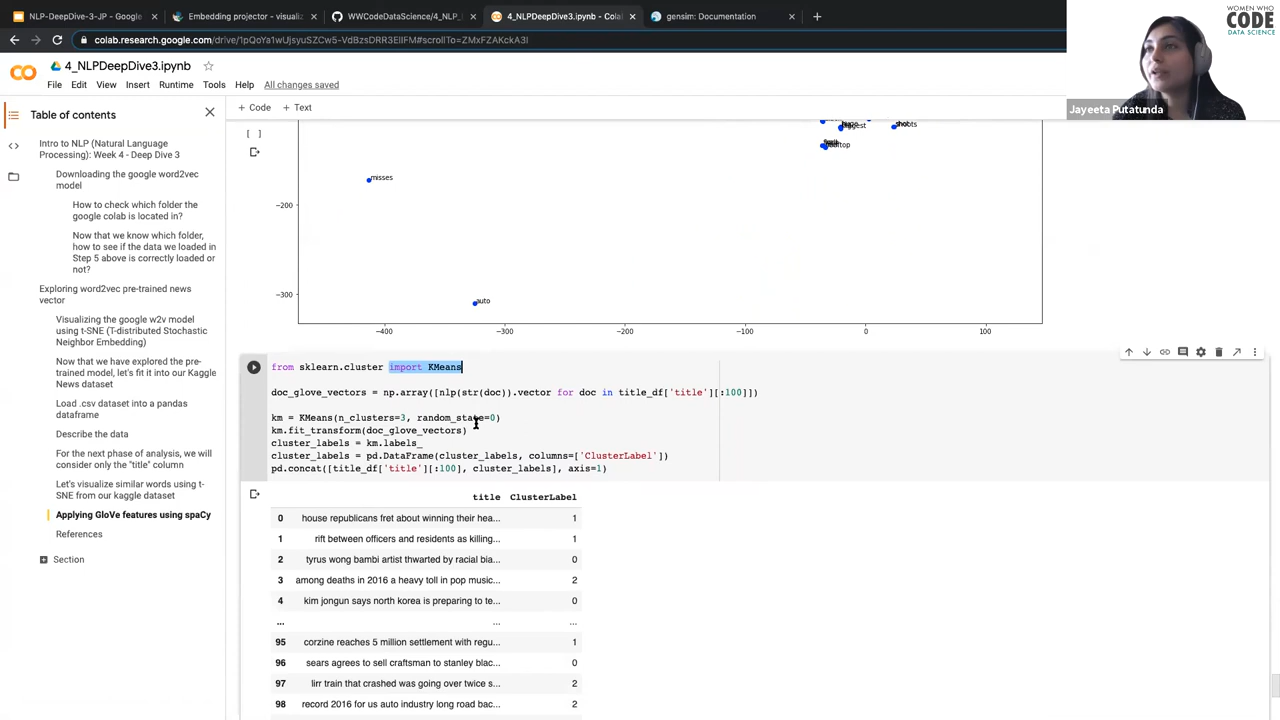 NLP-DeepDive-3-JP - Google
Embedding projector - visualiz
WWCodeDataScience/4_NLP_
4_NLPDeepDive3.ipynb - Colab
gensim: Documentation
WOMEN WHO
CODE
DATA SCIENCE
colab.research.google.com/drive/1pQoYa1wUjsyuSZCw5-VdBzsDRR3ElIFM#scrollTo=ZMxFZAKckA3l
Jayeeta Putatunda
4_NLPDeepDive3.ipynb
File Edit View Insert Runtime Tools Help All changes saved
Table of contents
Intro to NLP (Natural Language
Processing): Week 4 - Deep Dive 3
Downloading the google word2vec
model
How to check which folder the
google colab is located in?
Now that we know which folder,
how to see if the data we loaded in
Step 5 above is correctly loaded or
not?
Exploring word2vec pre-trained news
vector
Visualizing the google w2v model
using t-SNE (T-distributed Stochastic
Neighbor Embedding)
Now that we have explored the pre-
trained model, let's fit it into our Kaggle
News dataset
Load .csv dataset into a pandas
dataframe
Describe the data
For the next phase of analysis, we will
consider only the "title" column
Let's visualize similar words using t-
SNE from our kaggle dataset
Applying GloVe features using spaCy
References
Section
+ Code + Text
[ ]
biggest
shoots
rooftop
misses
auto
−200
−300
−400 −300 −200 −100 0 100
from sklearn.cluster import KMeans
doc_glove_vectors = np.array([nlp(str(doc)).vector for doc in title_df['title'][:100]])
km = KMeans(n_clusters=3, random_state=0)
km.fit_transform(doc_glove_vectors)
cluster_labels = km.labels_
cluster_labels = pd.DataFrame(cluster_labels, columns=['ClusterLabel'])
pd.concat([title_df['title'][:100], cluster_labels], axis=1)
title ClusterLabel
0 house republicans fret about winning their hea... 1
1 rift between officers and residents as killing... 1
2 tyrus wong bambi artist thwarted by racial bia... 0
3 among deaths in 2016 a heavy toll in pop music... 2
4 kim jongun says north korea is preparing to te... 0
... ... ...
95 corzine reaches 5 million settlement with regu... 1
96 sears agrees to sell craftsman to stanley blac... 0
97 lirr train that crashed was going over twice s... 2
98 record 2016 for us auto industry long road bac... 2